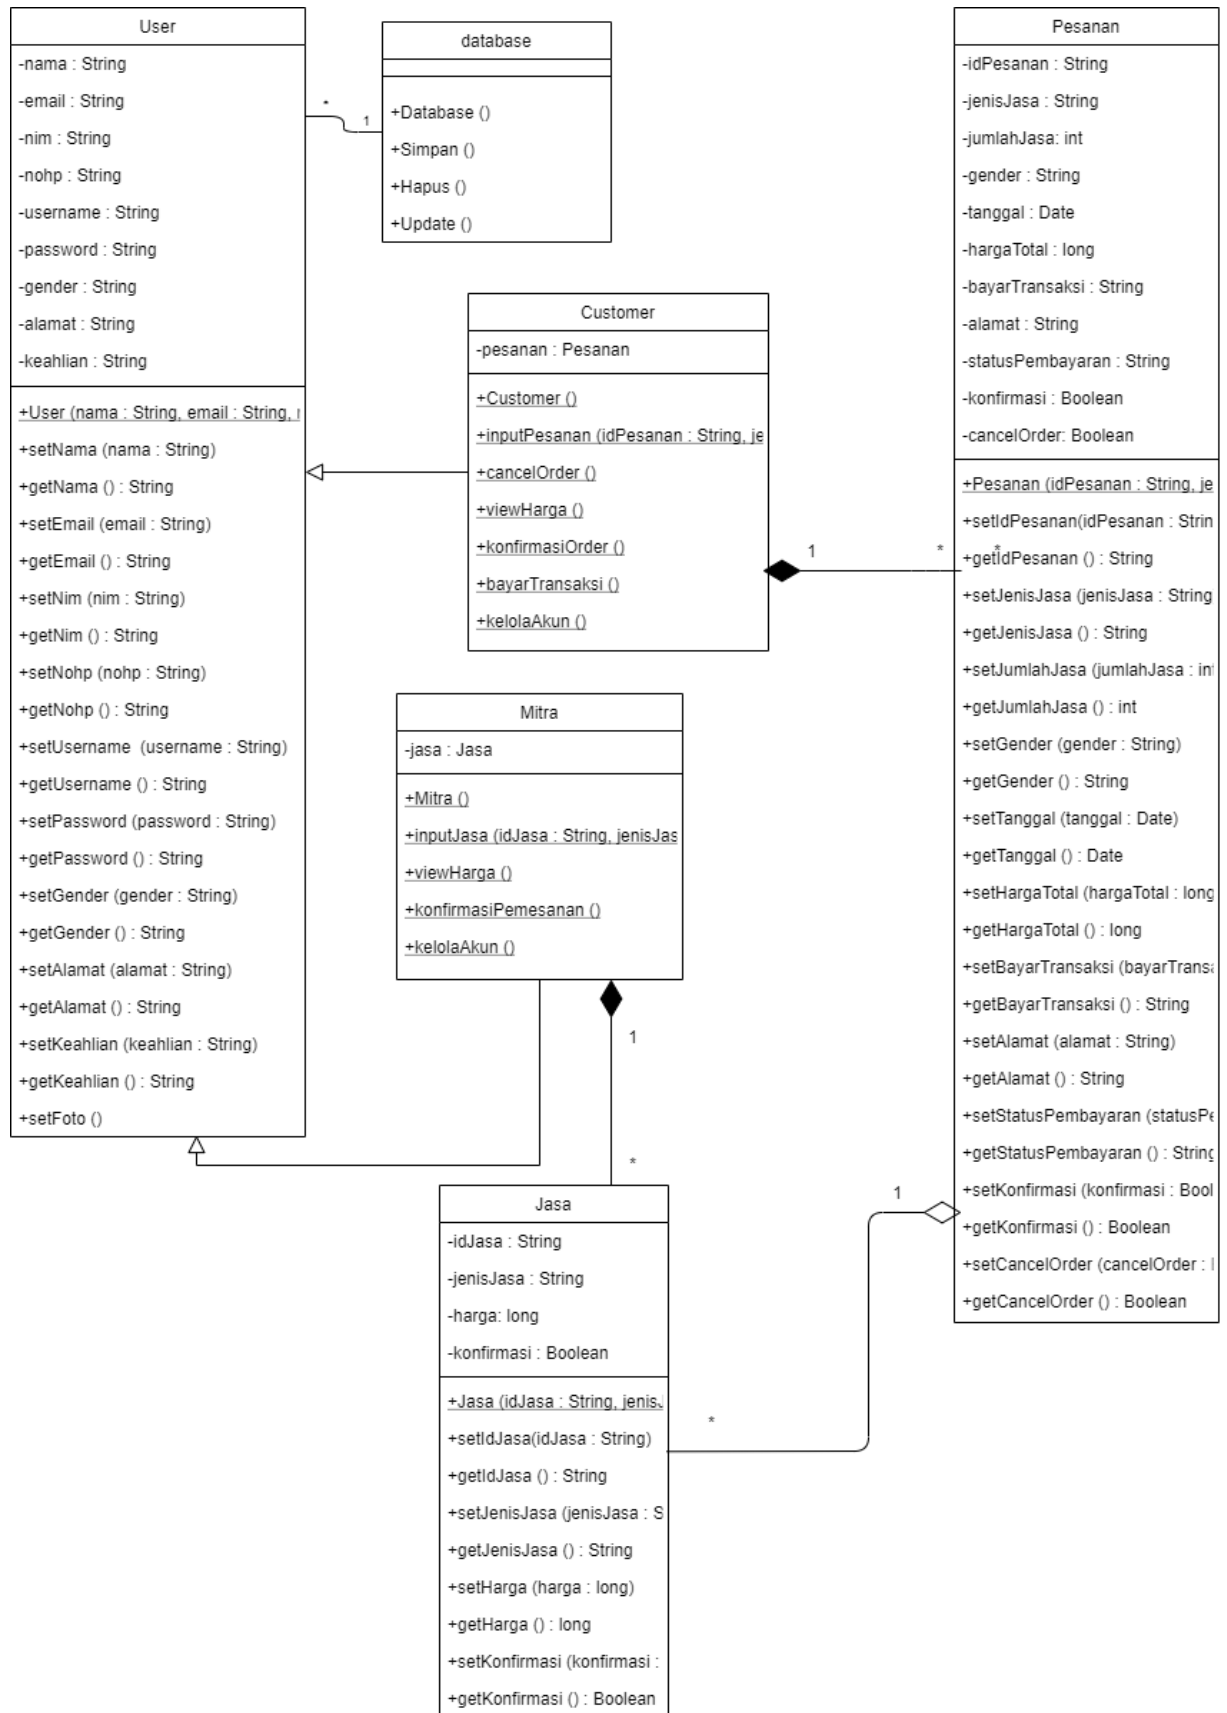 User
-nama : String
-email : String
-nim : String
-nohp : String
-username : String
-password : String
-gender : String
-alamat : String
-keahlian : String
+User (nama : String, email : String,
+setNama (nama : String)
+getNama () : String
+setEmail (email : String)
+getEmail () : String
+setNim (nim : String)
+getNim () : String
+setNohp (nohp : String)
+getNohp () : String
+setUsername (username : String)
+getUsername () : String
+setPassword (password : String)
+getPassword () : String
+setGender (gender : String)
+getGender () : String
+setAlamat (alamat : String)
+getAlamat () : String
+setKeahlian (keahlian : String)
+getKeahlian () : String
+setFoto ()
*
1
database
+Database ()
+Simpan ()
+Hapus ()
+Update ()
Customer
-pesanan : Pesanan
+Customer ()
+inputPesanan (idPesanan : String, je
+cancelOrder ()
+viewHarga ()
+konfirmasiOrder ()
+bayarTransaksi ()
+kelolaAkun ()
1
*
*
Mitra
-jasa : Jasa
+Mitra ()
+inputJasa (idJasa : String, jenisJas
+viewHarga ()
+konfirmasiPemesanan ()
+kelolaAkun ()
1
*
Jasa
-idJasa : String
-jenisJasa : String
-harga: long
-konfirmasi : Boolean
+Jasa (idJasa : String, jenisJ
+setIdJasa(idJasa : String)
+getIdJasa () : String
+setJenisJasa (jenisJasa : S
+getJenisJasa () : String
+setHarga (harga : long)
+getHarga () : long
+setKonfirmasi (konfirmasi :
+getKonfirmasi () : Boolean
1
*
Pesanan
-idPesanan : String
-jenisJasa : String
-jumlahJasa: int
-gender : String
-tanggal : Date
-hargaTotal : long
-bayarTransaksi : String
-alamat : String
-statusPembayaran : String
-konfirmasi : Boolean
-cancelOrder: Boolean
+Pesanan (idPesanan : String, je
+setIdPesanan(idPesanan : Strin
+getIdPesanan () : String
+setJenisJasa (jenisJasa : String
+getJenisJasa () : String
+setJumlahJasa (jumlahJasa : int
+getJumlahJasa () : int
+setGender (gender : String)
+getGender () : String
+setTanggal (tanggal : Date)
+getTanggal () : Date
+setHargaTotal (hargaTotal : long
+getHargaTotal () : long
+setBayarTransaksi (bayarTransa
+getBayarTransaksi () : String
+setAlamat (alamat : String)
+getAlamat () : String
+setStatusPembayaran (statusPe
+getStatusPembayaran () : String
+setKonfirmasi (konfirmasi : Bool
+getKonfirmasi () : Boolean
+setCancelOrder (cancelOrder :
+getCancelOrder () : Boolean